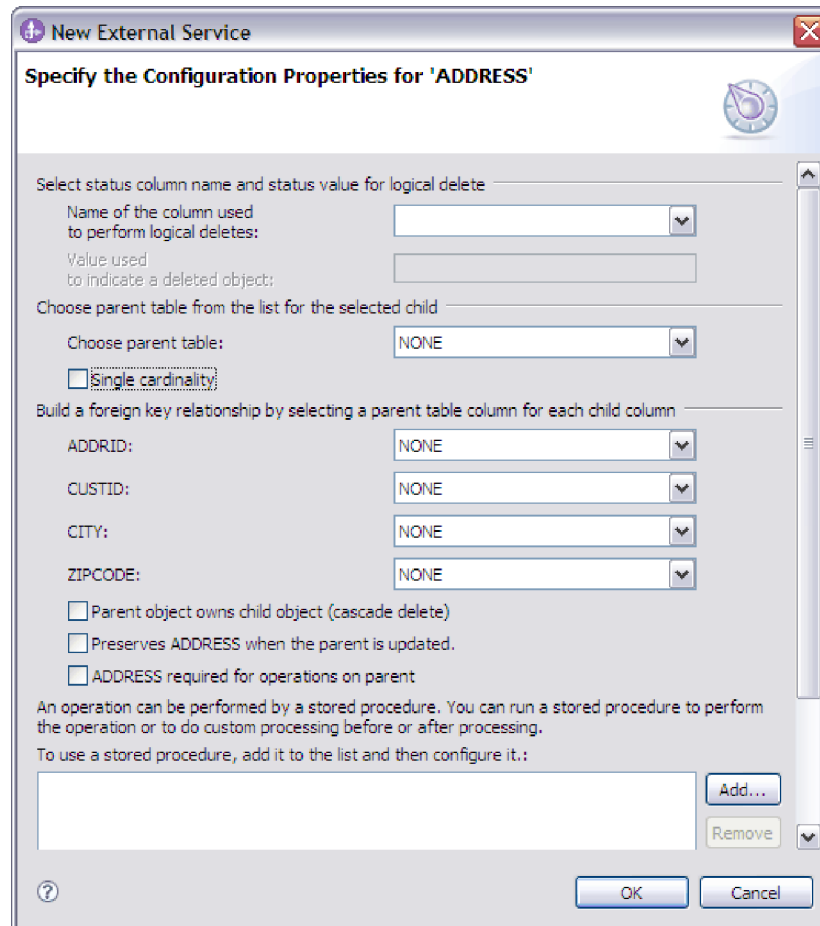 New External Service
Specify the Configuration Properties for 'ADDRESS'
Select status column name and status value for logical delete
Name of the column used
to perform logical deletes:
Value used
to indicate a deleted object:
Choose parent table from the list for the selected child
Choose parent table: NONE
Single cardinality
Build a foreign key relationship by selecting a parent table column for each child column
ADDRID: NONE
CUSTID: NONE
CITY: NONE
ZIPCODE: NONE
Parent object owns child object (cascade delete)
Preserves ADDRESS when the parent is updated.
ADDRESS required for operations on parent
An operation can be performed by a stored procedure. You can run a stored procedure to perform
the operation or to do custom processing before or after processing.
To use a stored procedure, add it to the list and then configure it.:
Add...
Remove
?
OK Cancel